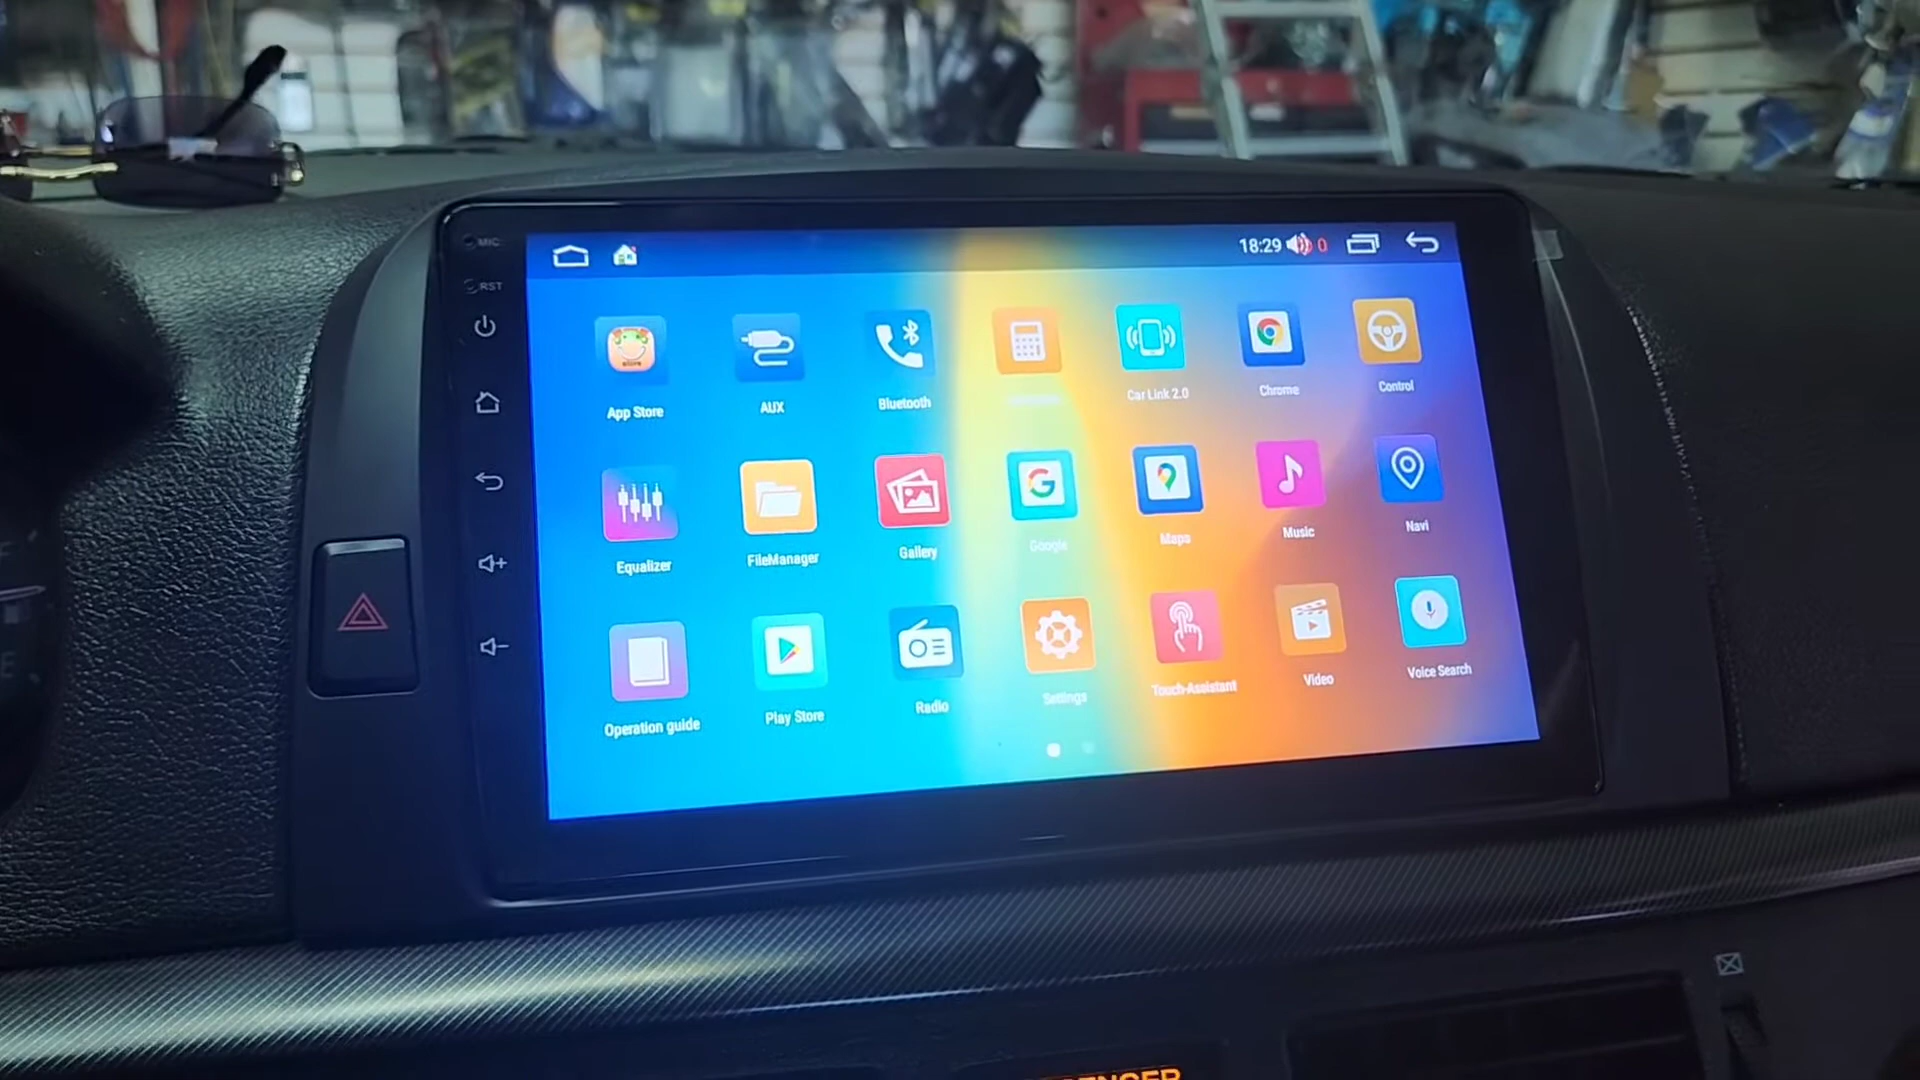 MIC
18:29 0
RST
App Store
AUX
Bluetooth
Car Link 2.0
Chrome
Control
Equalizer
FileManager
Gallery
Google
Maps
Music
Navi
Operation guide
Play Store
Radio
Settings
Touch-Assistant
Video
Voice Search